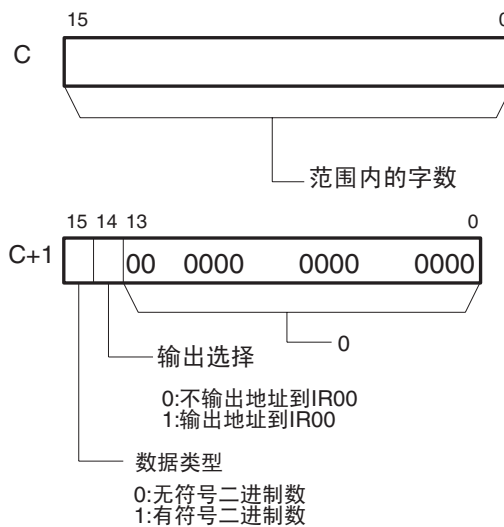 15 0
C
范围内的字数
15 14 13 0
C+1
00 0000 0000 0000
0
输出选择
0:不输出地址到IR00
1:输出地址到IR00
数据类型
0:无符号二进制数
1:有符号二进制数